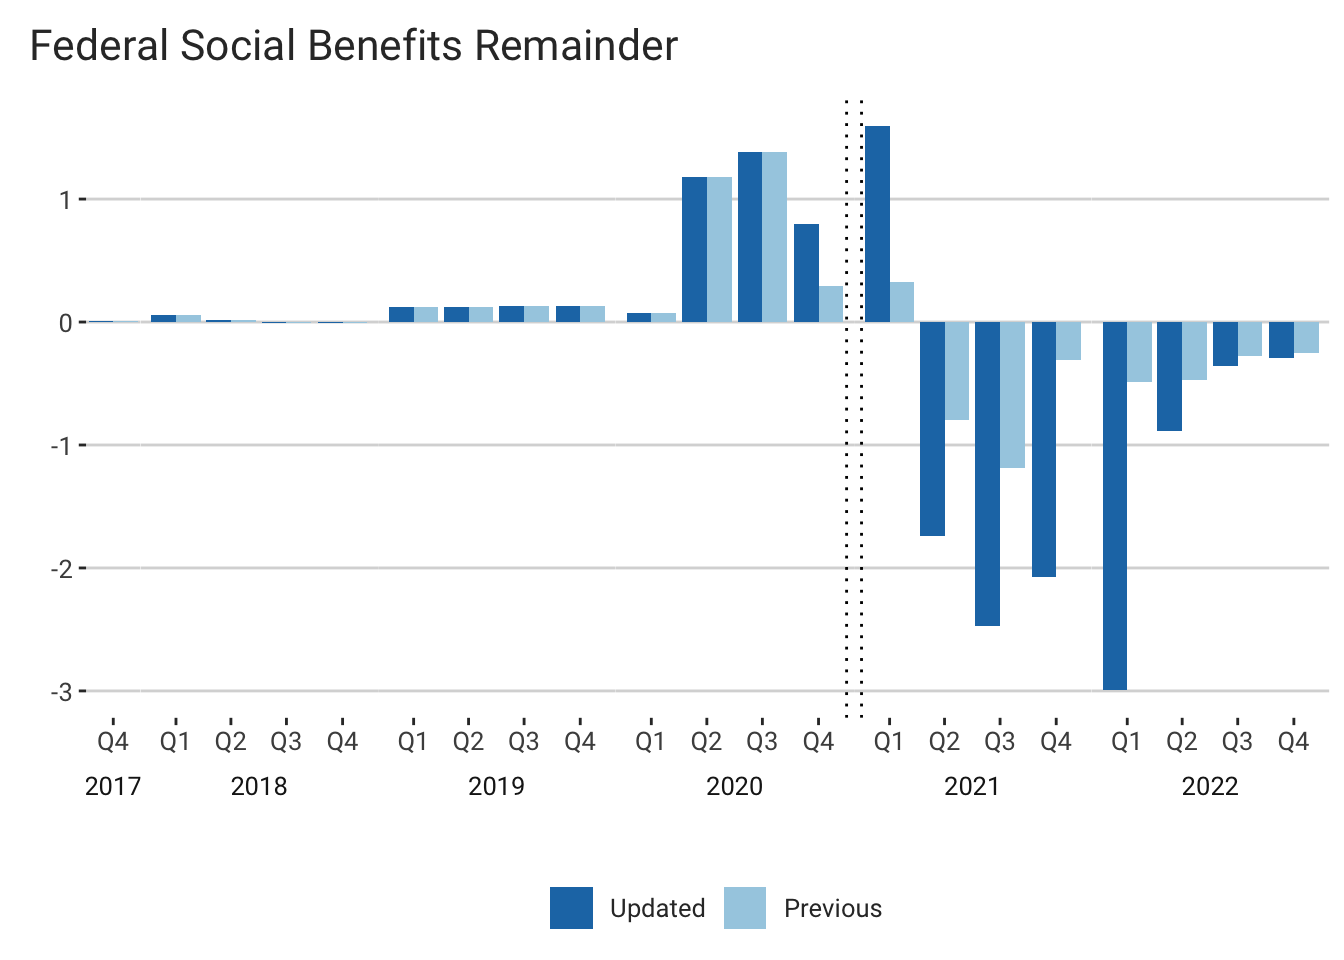 Federal Social Benefits Remainder
1
0
-1
-2
-3
Q4 Q1 Q2 Q3 Q4 Q1 Q2 Q3 Q4 Q1 Q2 Q3 Q4 Q1 Q2 Q3 Q4 Q1 Q2 Q3 Q4
2017 2018 2019 2020 2021 2022
Updated Previous